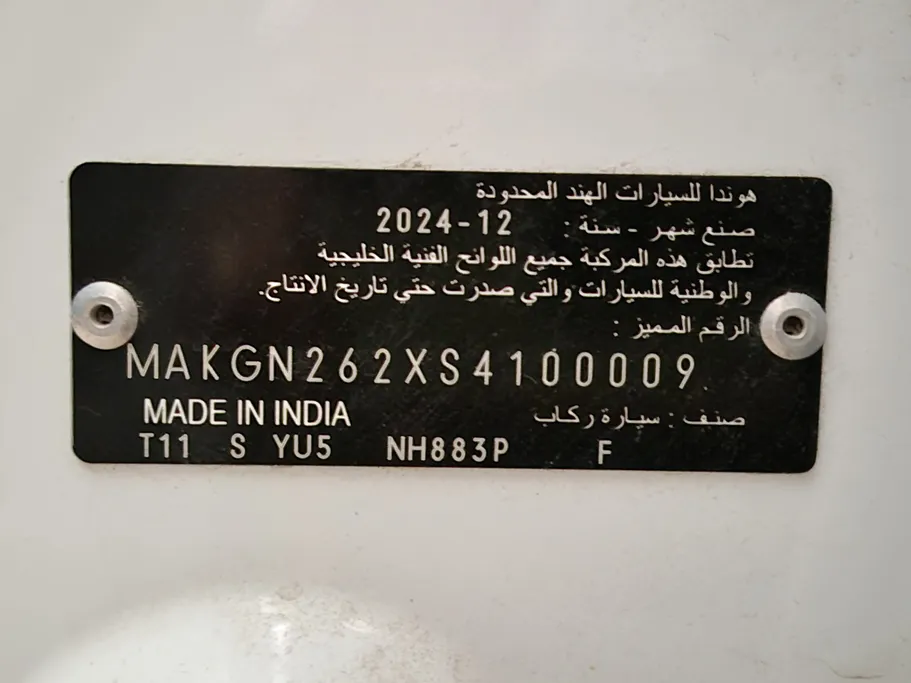 هوندا للسيارات الهند المحدودة
صنع شهر - سنة : 2024-12
تطابق هذه المركبة جميع اللوائح الفنية الخليجية
والوطنية للسيارات والتي صدرت حتي تاريخ الانتاج.
الرقم المميز :
MAKGN262XS4100009
صنف : سيارة ركاب
MADE IN INDIA
T11 S YU5 NH883P F